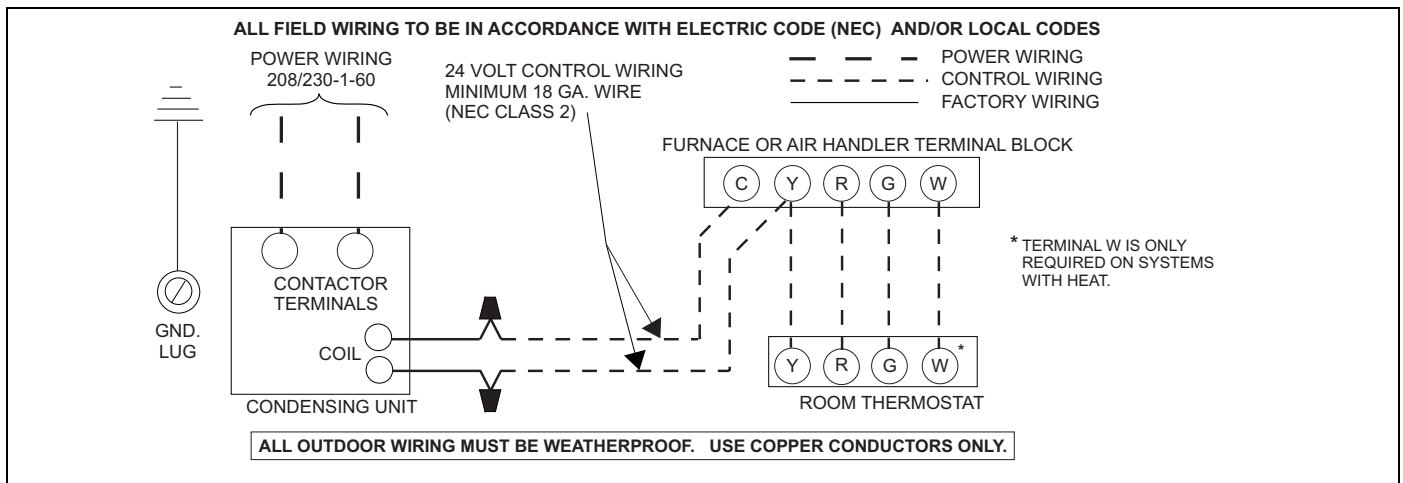 ALL FIELD WIRING TO BE IN ACCORDANCE WITH ELECTRIC CODE (NEC) AND/OR LOCAL CODES
POWER WIRING
208/230-1-60
24 VOLT CONTROL WIRING
MINIMUM 18 GA. WIRE
(NEC CLASS 2)
POWER WIRING
CONTROL WIRING
FACTORY WIRING
FURNACE OR AIR HANDLER TERMINAL BLOCK
C Y R G W
* TERMINAL W IS ONLY
REQUIRED ON SYSTEMS
WITH HEAT.
GND.
LUG
CONTACTOR
TERMINALS
COIL
CONDENSING UNIT
Y R G W *
ROOM THERMOSTAT
ALL OUTDOOR WIRING MUST BE WEATHERPROOF. USE COPPER CONDUCTORS ONLY.